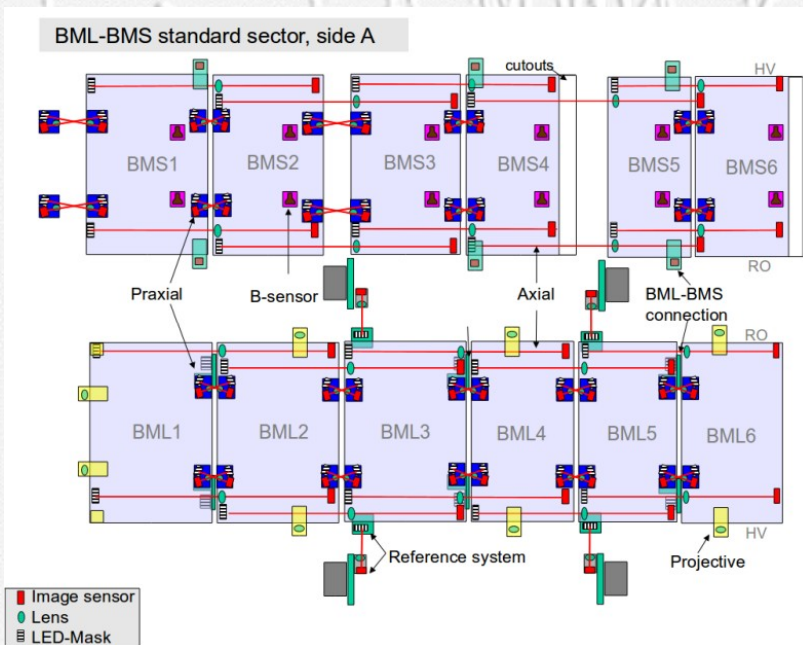 BML-BMS standard sector, side A
cutouts
HV
BMS1
BMS2
BMS3
BMS4
BMS5
BMS6
RO
Praxial
B-sensor
Axial
BML-BMS
connection
RO
BML1
BML2
BML3
BML4
BML5
BML6
HV
Reference system
Projective
Image sensor
Lens
LED-Mask